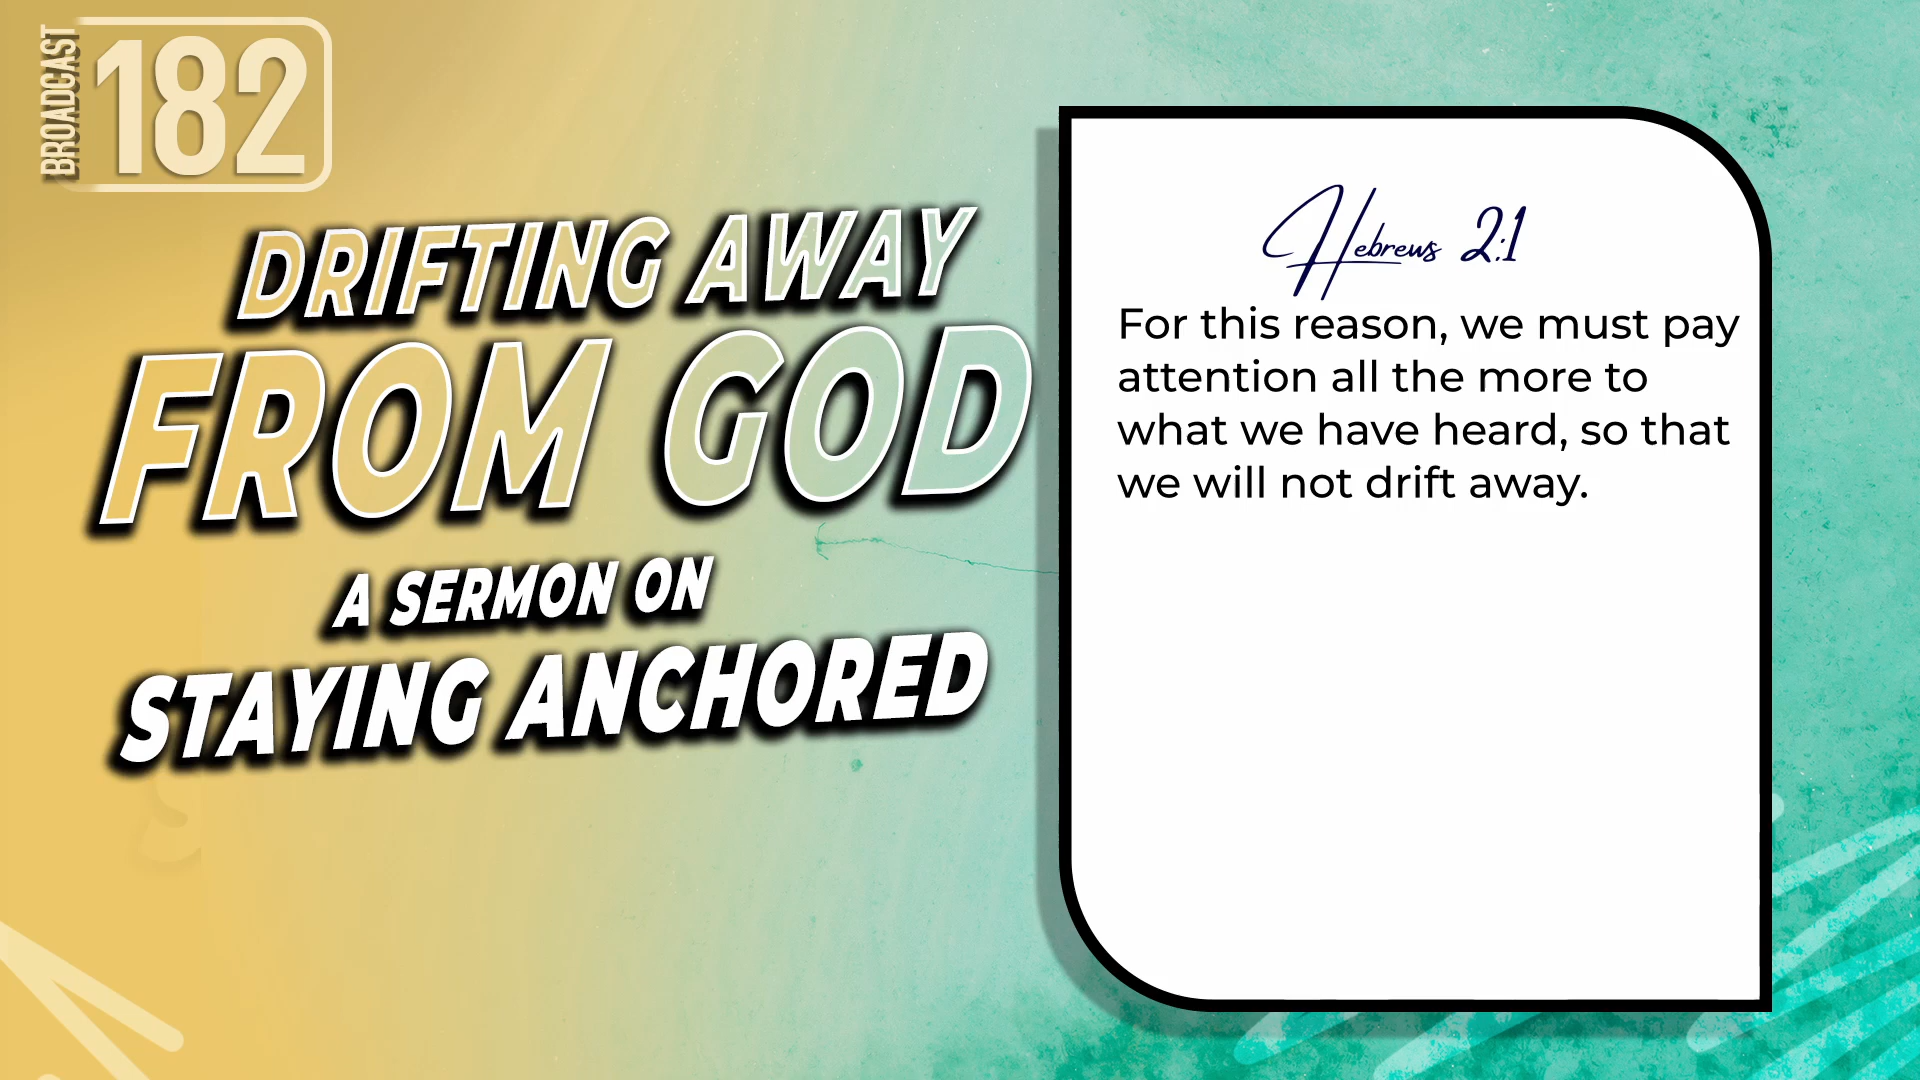 BROADCAST
182
DRIFTING AWAY
FROM GOD
A SERMON ON
STAYING ANCHORED
Hebrews 2:1
For this reason, we must pay
attention all the more to
what we have heard, so that
we will not drift away.